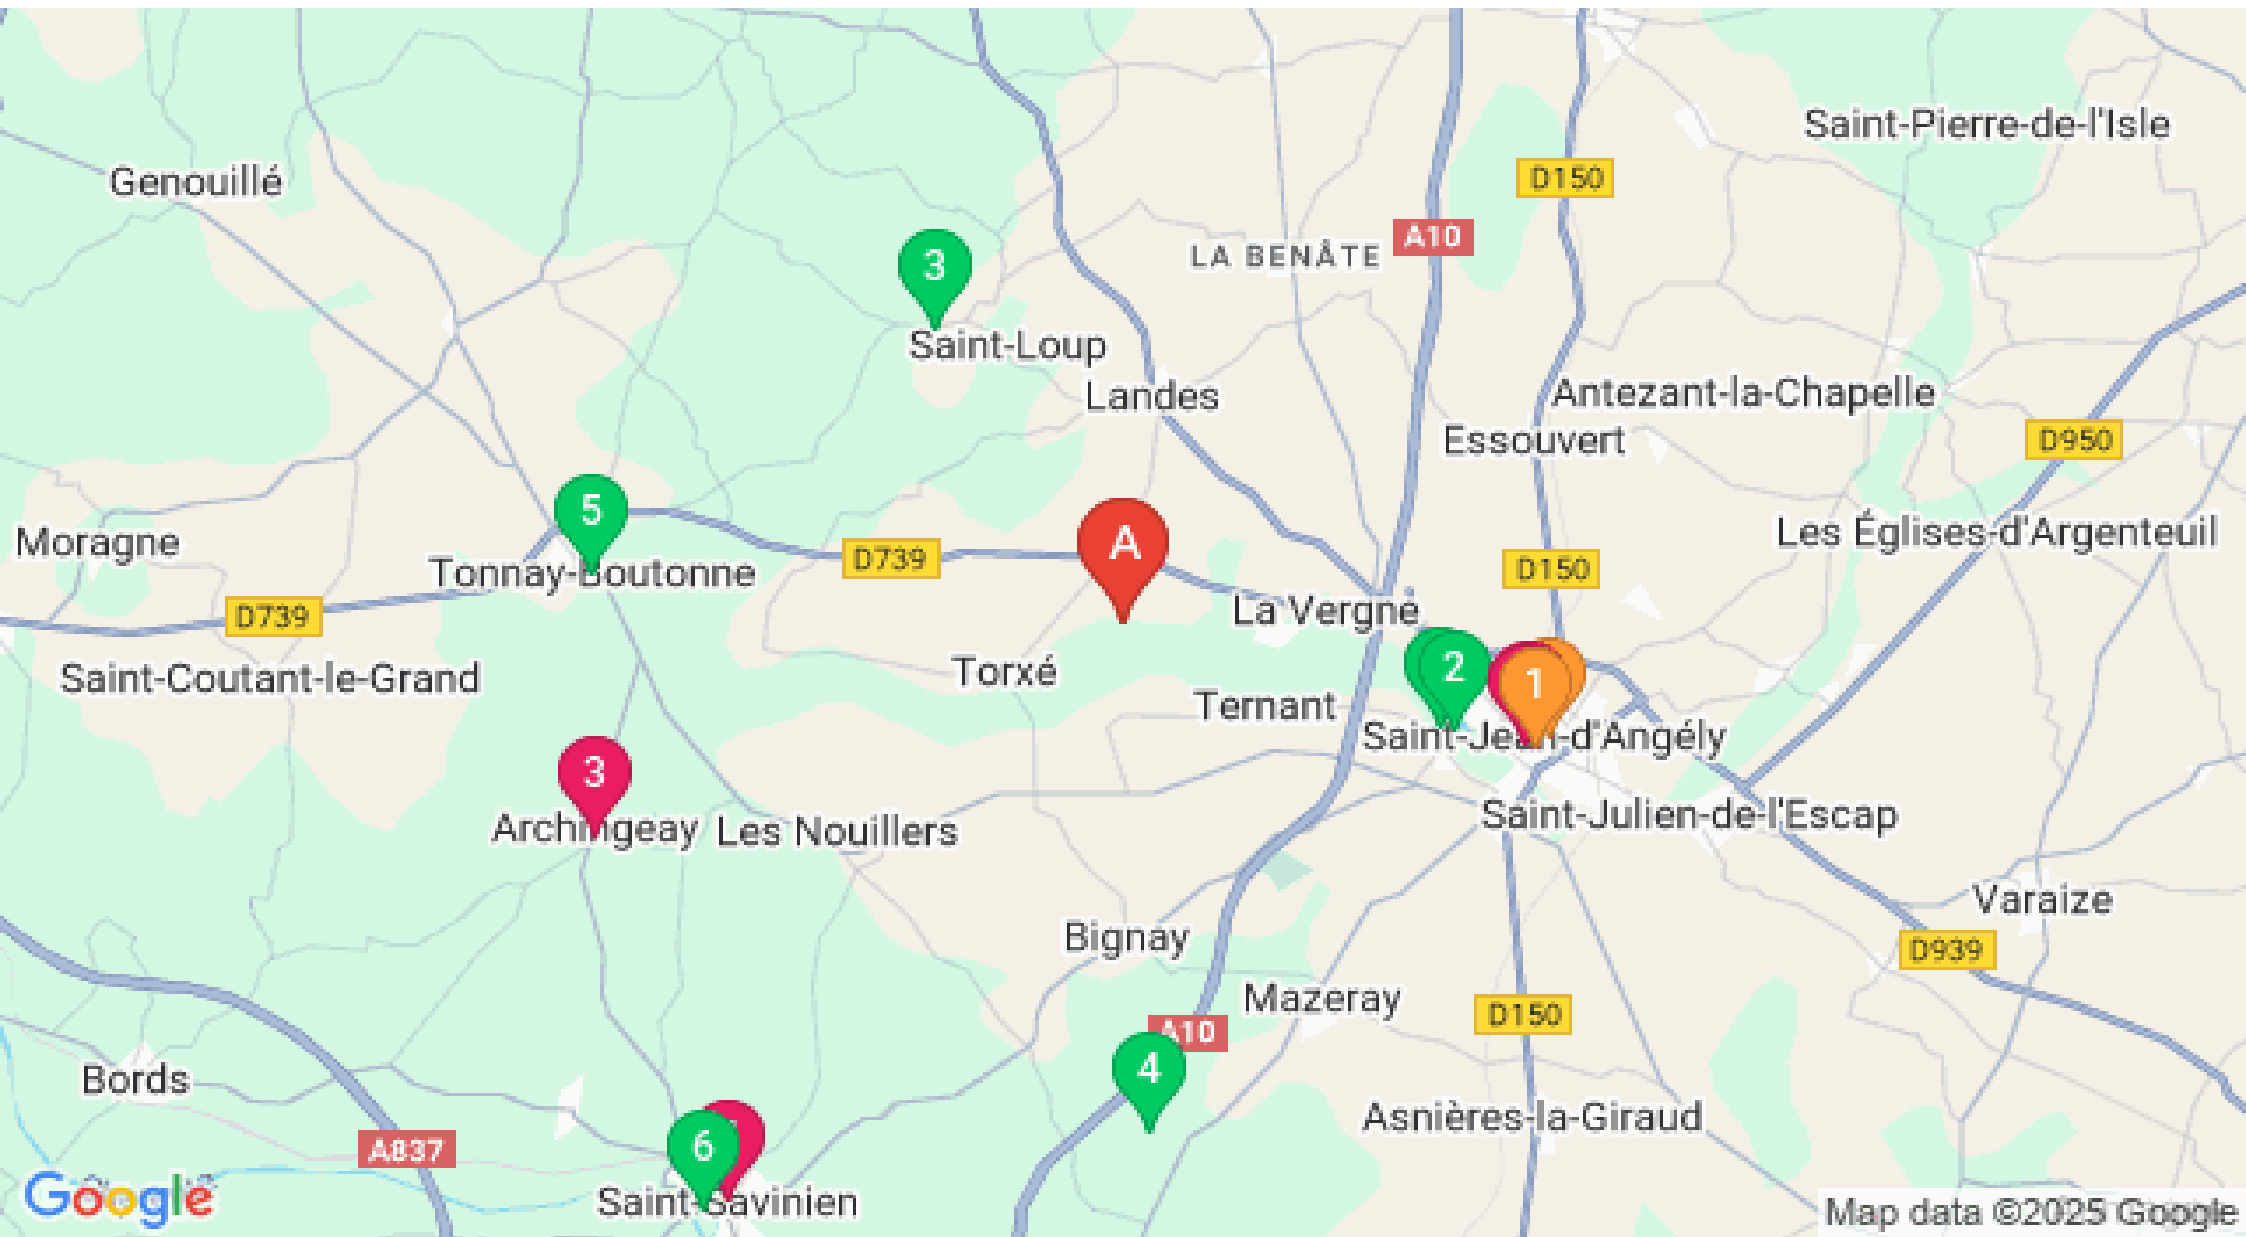 Saint-Pierre-de-l'Isle
Genouillé
D150
A10
LA BENÂTE
3
Saint-Loup
Landes
Antezant-la-Chapelle
Essouvert
D950
5
A
Moragne
Les Églises-d'Argenteuil
D739
D150
Tonnay-Boutonne
D739
La Vergne
Saint-Coutant-le-Grand
Torxé
2
1
Ternant
Saint-Jean-d'Angély
3
Archingeay
Les Nouillers
Saint-Julien-de-l'Escap
Varaize
Bignay
D939
Mazeray
D150
A10
4
Bords
Asnières-la-Giraud
A837
6
Saint-Savinien
Google
Map data ©2025 Google